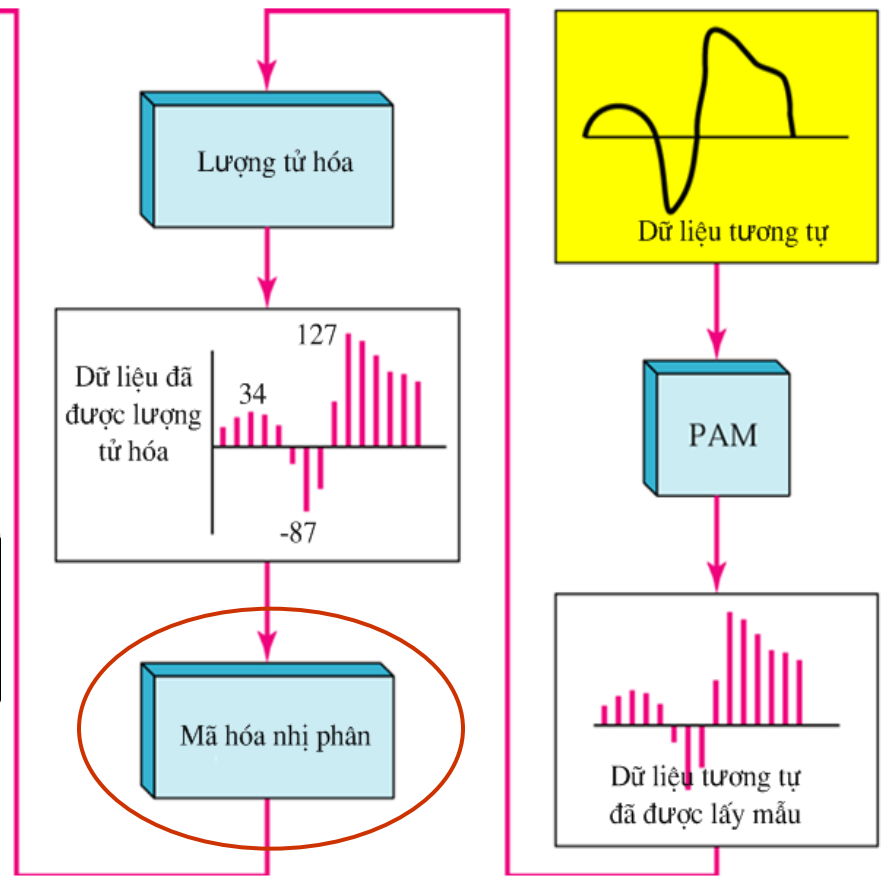 Lượng tử hóa
Dữ liệu đã
được lượng
tử hóa
34
127
-87
Mã hóa nhị phân
Dữ liệu tương tự
PAM
Dữ liệu tương tự
đã được lấy mẫu